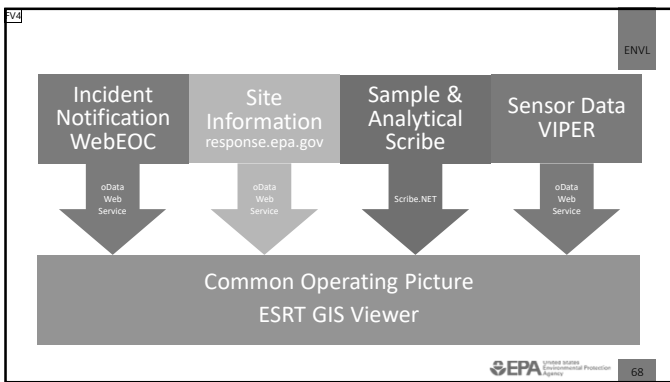 FV4
ENVL
Incident
Notification
WebEOC
Site
Information
response.epa.gov
Sample &
Analytical
Scribe
Sensor Data
VIPER
oData
Web
Service
oData
Web
Service
Scribe.NET
oData
Web
Service
Common Operating Picture
ESRT GIS Viewer
EPA
United States
Environmental Protection
Agency
68